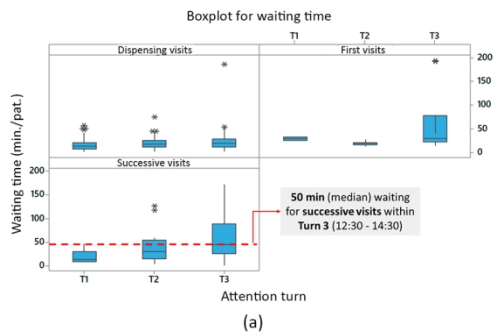 Boxplot for waiting time
T1 T2 T3
Dispensing visits First visits
200
150
100
50
0
Waiting time (min./pat.)
Successive visits
200
150
100
50
0
50 min (median) waiting
for successive visits within
Turn 3 (12:30 - 14:30)
T1 T2 T3
Attention turn
(a)